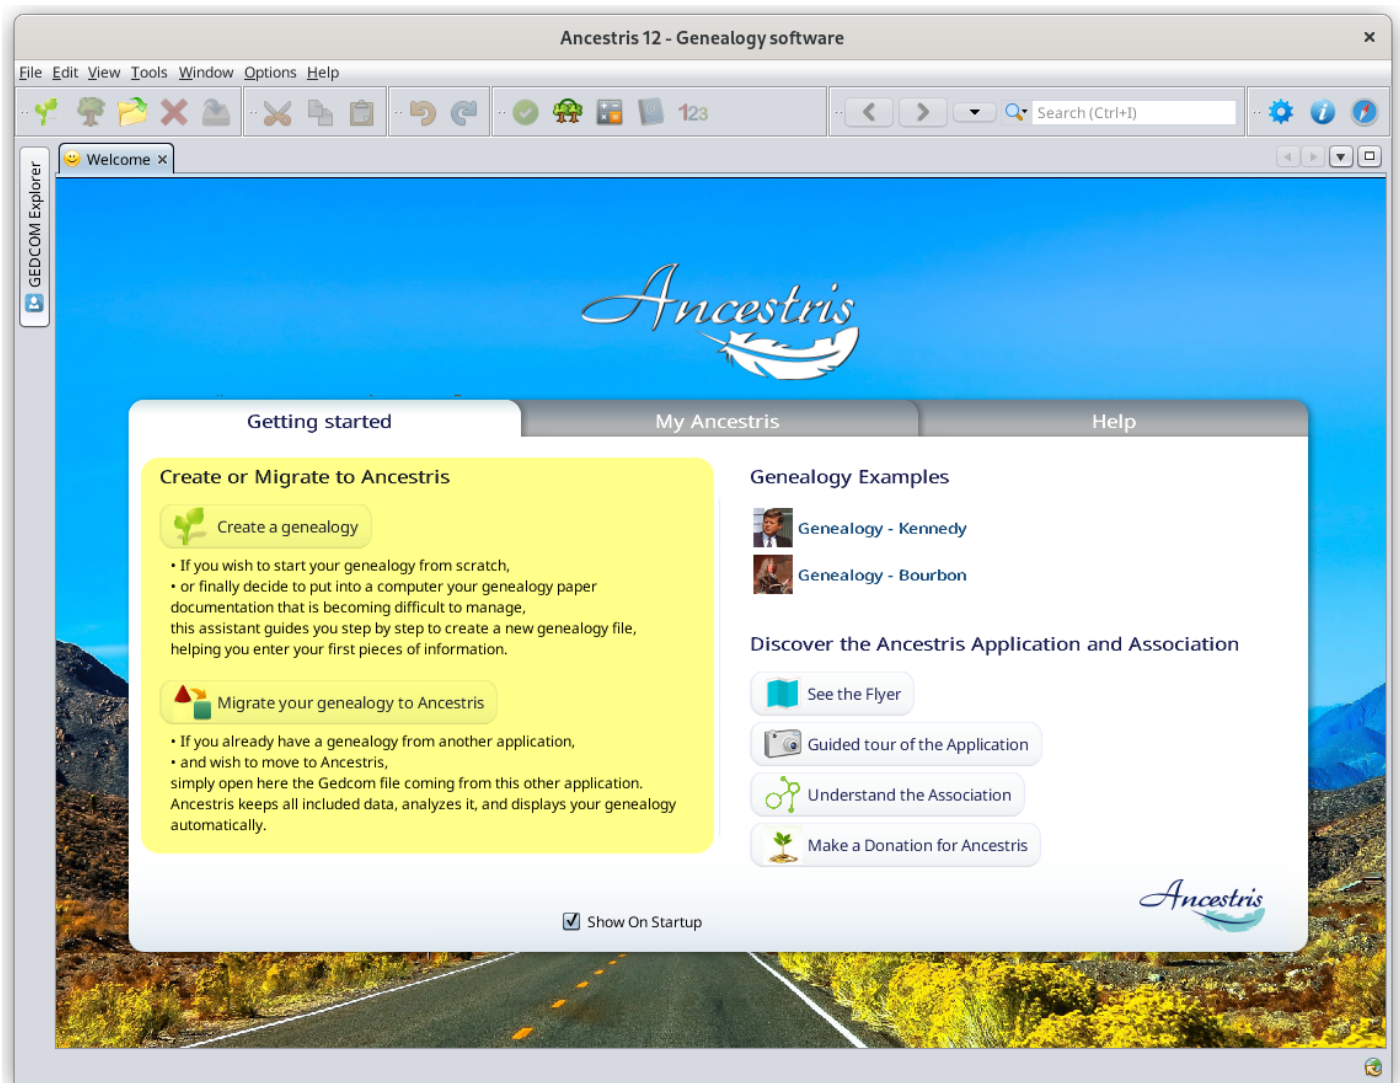 Ancestris 12 - Genealogy software
File Edit View Tools Window Options Help
123
Search (Ctrl+I)
GEDCOM Explorer
Welcome
Ancestris
Getting started
My Ancestris
Help
Create or Migrate to Ancestris
Create a genealogy
• If you wish to start your genealogy from scratch,
• or finally decide to put into a computer your genealogy paper
documentation that is becoming difficult to manage,
this assistant guides you step by step to create a new genealogy file,
helping you enter your first pieces of information.
Migrate your genealogy to Ancestris
• If you already have a genealogy from another application,
• and wish to move to Ancestris,
simply open here the Gedcom file coming from this other application.
Ancestris keeps all included data, analyzes it, and displays your genealogy
automatically.
Genealogy Examples
Genealogy - Kennedy
Genealogy - Bourbon
Discover the Ancestris Application and Association
See the Flyer
Guided tour of the Application
Understand the Association
Make a Donation for Ancestris
Ancestris
Show On Startup